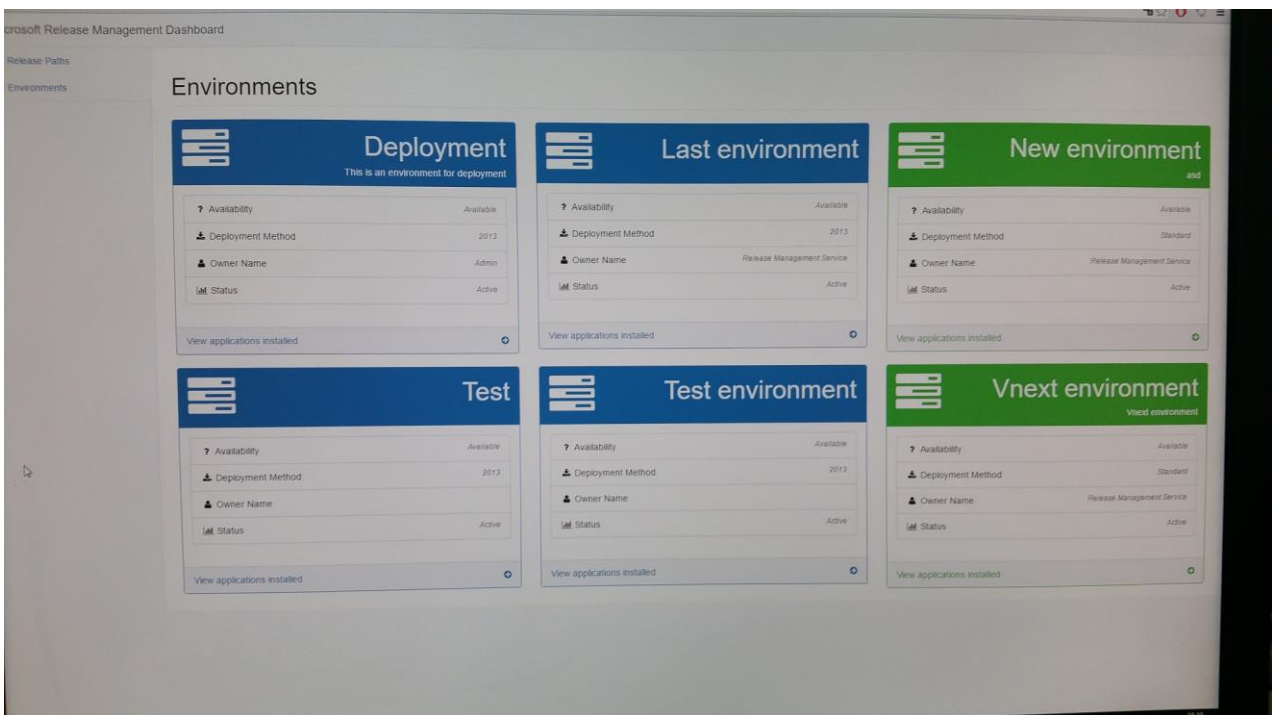 crosoft Release Management Dashboard
Release Paths
Environments
Environments
Deployment
This is an environment for deployment
? Availability Available
Deployment Method 2013
Owner Name Admin
Status Active
View applications installed
Last environment
? Availability Available
Deployment Method 2013
Owner Name Release Management Service
Status Active
View applications installed
New environment
asd
? Availability Available
Deployment Method Standard
Owner Name Release Management Service
Status Active
View applications installed
Test
? Availability Available
Deployment Method 2013
Owner Name
Status Active
View applications installed
Test environment
? Availability Available
Deployment Method 2013
Owner Name
Status Active
View applications installed
Vnext environment
Vnext environment
? Availability Available
Deployment Method Standard
Owner Name Release Management Service
Status Active
View applications installed